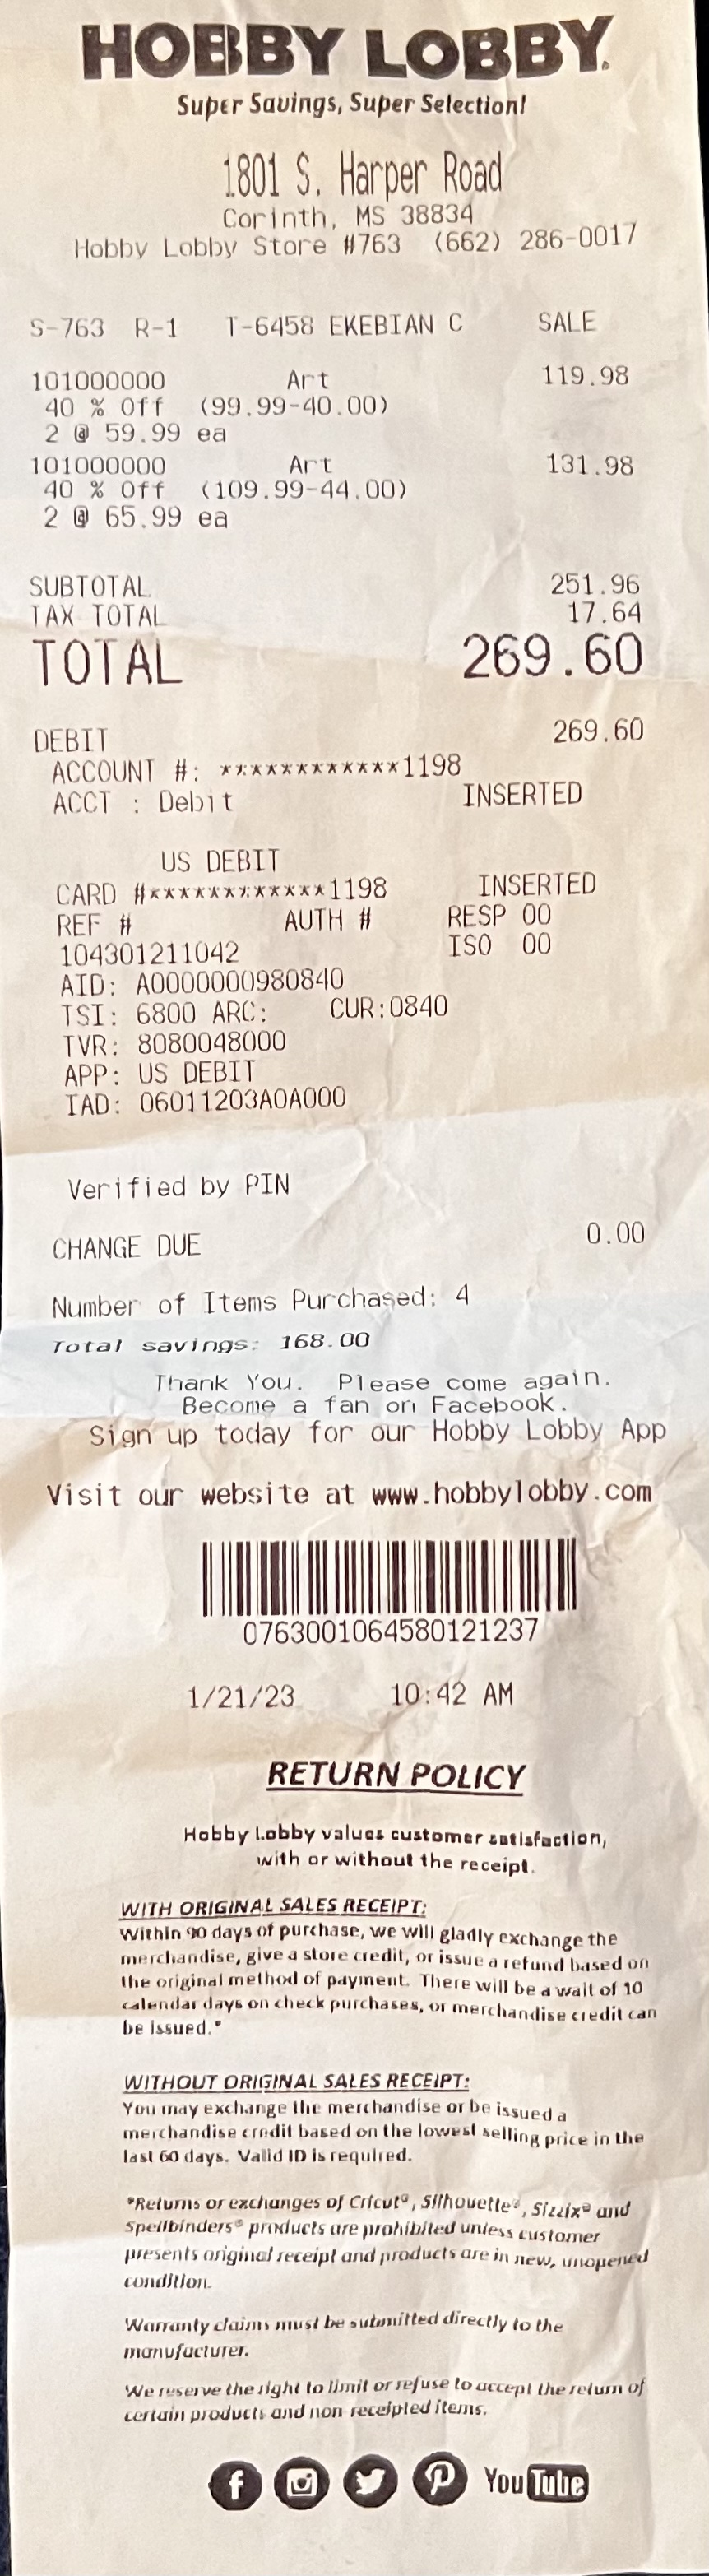 HOBBY LOBBY.
Super Savings, Super Selection!
1801 S. Harper Road
Corinth, MS 38834
Hobby Lobby Store #763 (662) 286-0017
S-763 R-1 T-6458 EKEBIAN C SALE
101000000 Art 119.98
40 % Off (99.99-40.00)
2 @ 59.99 ea
101000000 Art 131.98
40 % Off (109.99-44.00)
2 @ 65.99 ea
SUBTOTAL 251.96
TAX TOTAL 17.64
TOTAL 269.60
DEBIT 269.60
ACCOUNT #: ************1198
ACCT : Debit INSERTED
US DEBIT
CARD #************1198 INSERTED
REF # AUTH # RESP 00
104301211042 ISO 00
AID: A0000000980840
TSI: 6800 ARC: CUR:0840
TVR: 8080048000
APP: US DEBIT
IAD: 06011203A0A000
Verified by PIN
CHANGE DUE 0.00
Number of Items Purchased: 4
Total savings: 168.00
Thank You. Please come again.
Become a fan on Facebook.
Sign up today for our Hobby Lobby App
Visit our website at www.hobbylobby.com
0763001064580121237
1/21/23 10:42 AM
RETURN POLICY
Hobby Lobby values customer satisfaction,
with or without the receipt.
WITH ORIGINAL SALES RECEIPT:
Within 90 days of purchase, we will gladly exchange the
merchandise, give a store credit, or issue a refund based on
the original method of payment. There will be a wait of 10
calendar days on check purchases, or merchandise credit can
be issued.*
WITHOUT ORIGINAL SALES RECEIPT:
You may exchange the merchandise or be issued a
merchandise credit based on the lowest selling price in the
last 60 days. Valid ID is required.
*Returns or exchanges of Cricut®, Silhouette®, Sizzix® and
Spellbinders® products are prohibited unless customer
presents original receipt and products are in new, unopened
condition.
Warranty claims must be submitted directly to the
manufacturer.
We reserve the right to limit or refuse to accept the return of
certain products and non receipted items.
You Tube